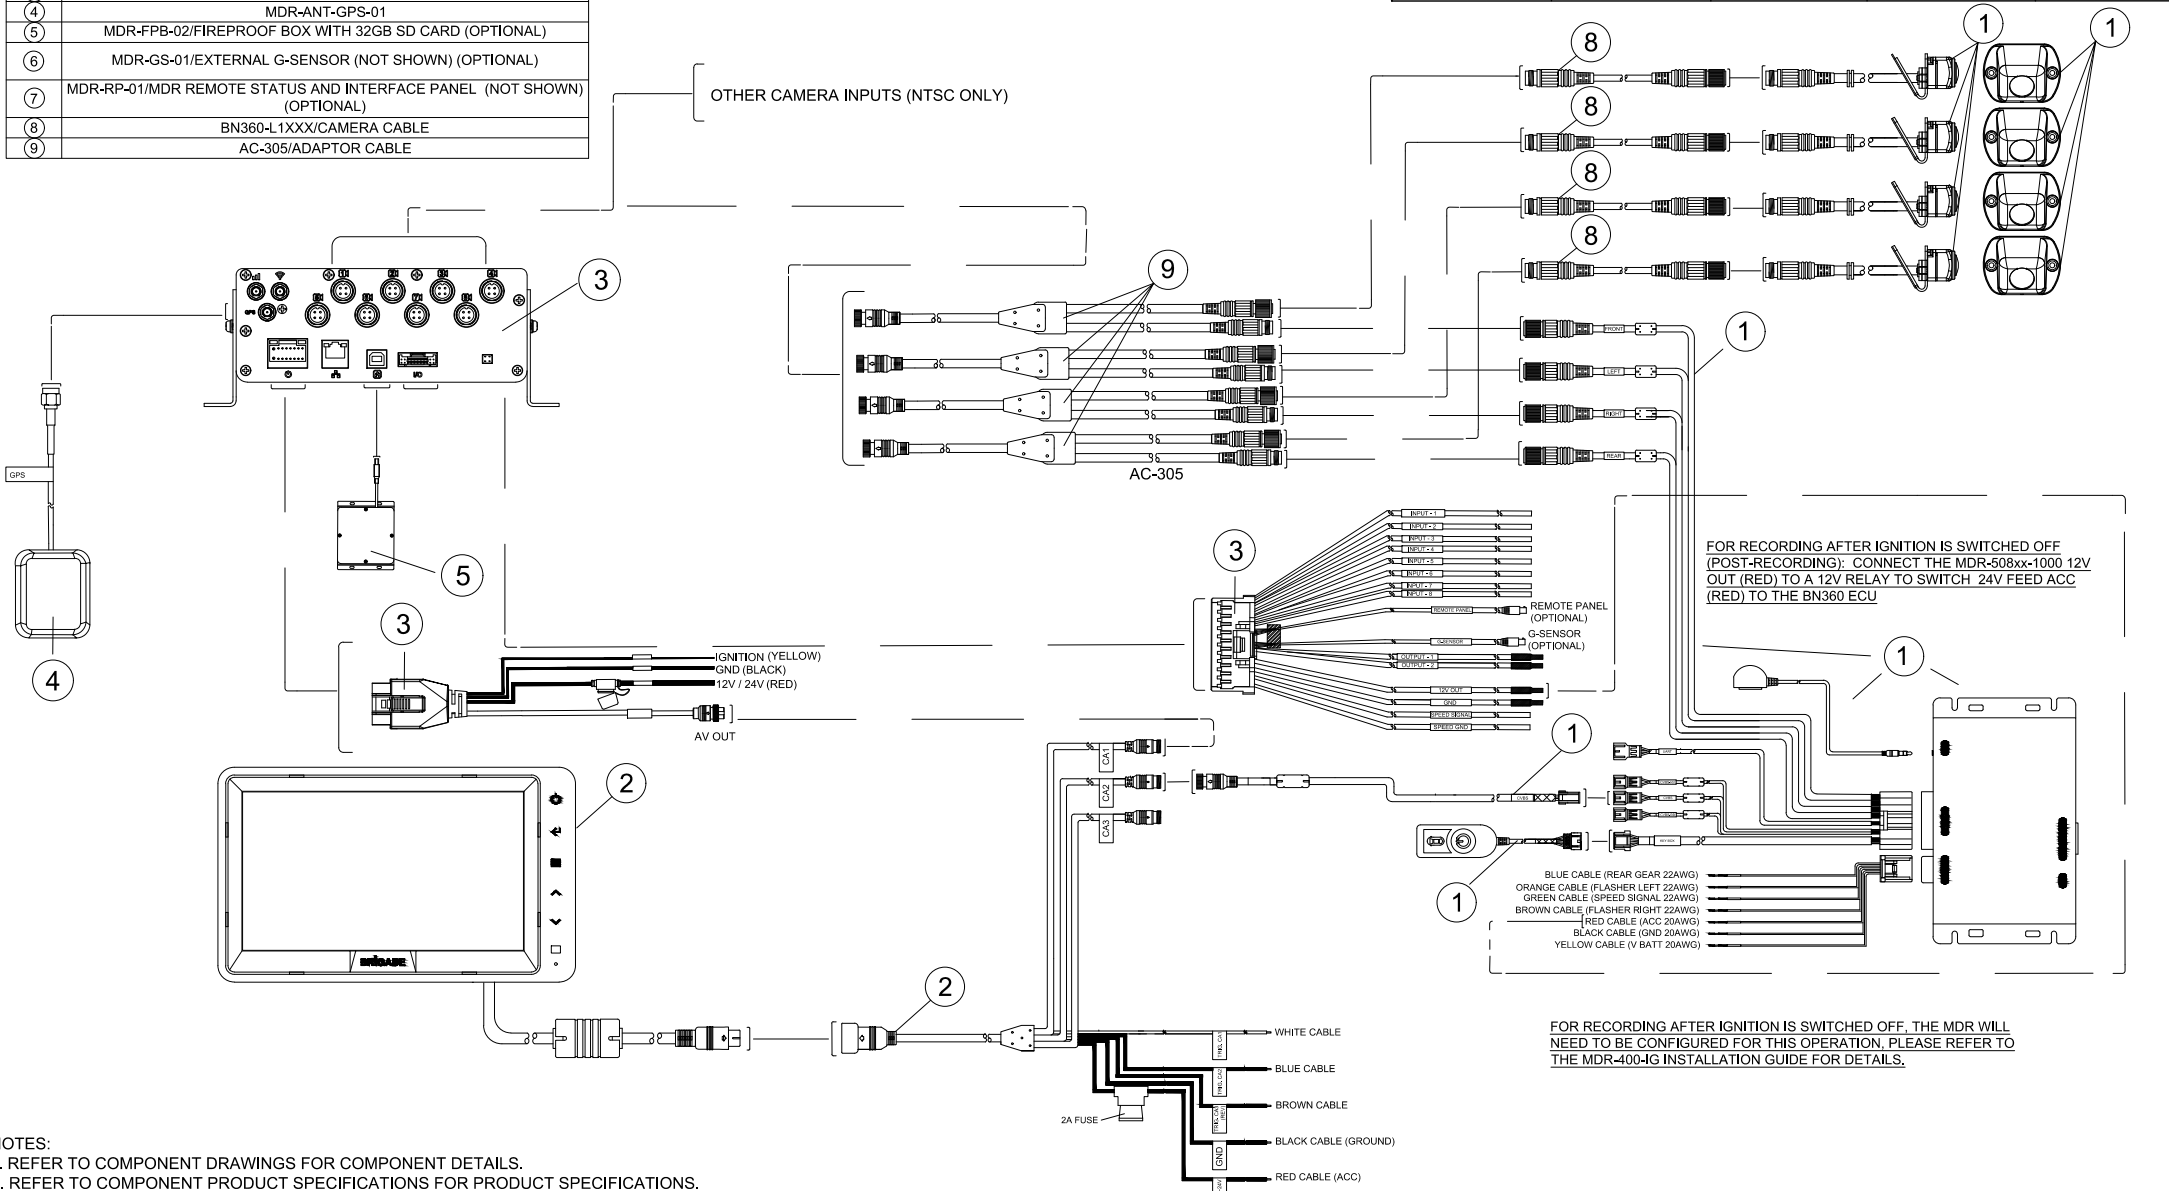 4 MDR-ANT-GPS-01
5 MDR-FPB-02/FIREPROOF BOX WITH 32GB SD CARD (OPTIONAL)
6 MDR-GS-01/EXTERNAL G-SENSOR (NOT SHOWN) (OPTIONAL)
7 MDR-RP-01/MDR REMOTE STATUS AND INTERFACE PANEL (NOT SHOWN)
(OPTIONAL)
8 BN360-L1XXX/CAMERA CABLE
9 AC-305/ADAPTOR CABLE
OTHER CAMERA INPUTS (NTSC ONLY)
8
8
8
8
1
1
3
9
1
GPS
I/O
GPS
4
5
AC-305
FRONT
LEFT
RIGHT
REAR
3
INPUT - 1
INPUT - 2
INPUT - 3
INPUT - 4
INPUT - 5
INPUT - 6
INPUT - 7
INPUT - 8
REMOTE PANEL
REMOTE PANEL
(OPTIONAL)
G-SENSOR
G-SENSOR
(OPTIONAL)
OUTPUT - 1
OUTPUT - 2
12V OUT
GND
SPEED SIGNAL
SPEED GND
FOR RECORDING AFTER IGNITION IS SWITCHED OFF
(POST-RECORDING): CONNECT THE MDR-508xx-1000 12V
OUT (RED) TO A 12V RELAY TO SWITCH 24V FEED ACC
(RED) TO THE BN360 ECU
3
IGNITION (YELLOW)
GND (BLACK)
12V / 24V (RED)
AV OUT
1
1
2
CA1
CA2
CA3
CVBS
KEY BOX
1
BRIGADE
BLUE CABLE (REAR GEAR 22AWG)
ORANGE CABLE (FLASHER LEFT 22AWG)
GREEN CABLE (SPEED SIGNAL 22AWG)
BROWN CABLE (FLASHER RIGHT 22AWG)
RED CABLE (ACC 20AWG)
BLACK CABLE (GND 20AWG)
YELLOW CABLE (V BATT 20AWG)
2
TRIG. CA1
WHITE CABLE
TRIG. CA2
BLUE CABLE
BROWN CABLE
2A FUSE
GND
BLACK CABLE (GROUND)
RED CABLE (ACC)
FOR RECORDING AFTER IGNITION IS SWITCHED OFF, THE MDR WILL
NEED TO BE CONFIGURED FOR THIS OPERATION, PLEASE REFER TO
THE MDR-400-IG INSTALLATION GUIDE FOR DETAILS.
NOTES:
. REFER TO COMPONENT DRAWINGS FOR COMPONENT DETAILS.
. REFER TO COMPONENT PRODUCT SPECIFICATIONS FOR PRODUCT SPECIFICATIONS.